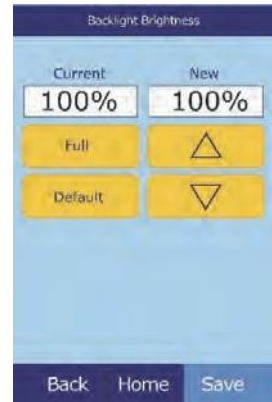 Backlight Brightness
Current New
100% 100%
Full
Default
Back Home Save